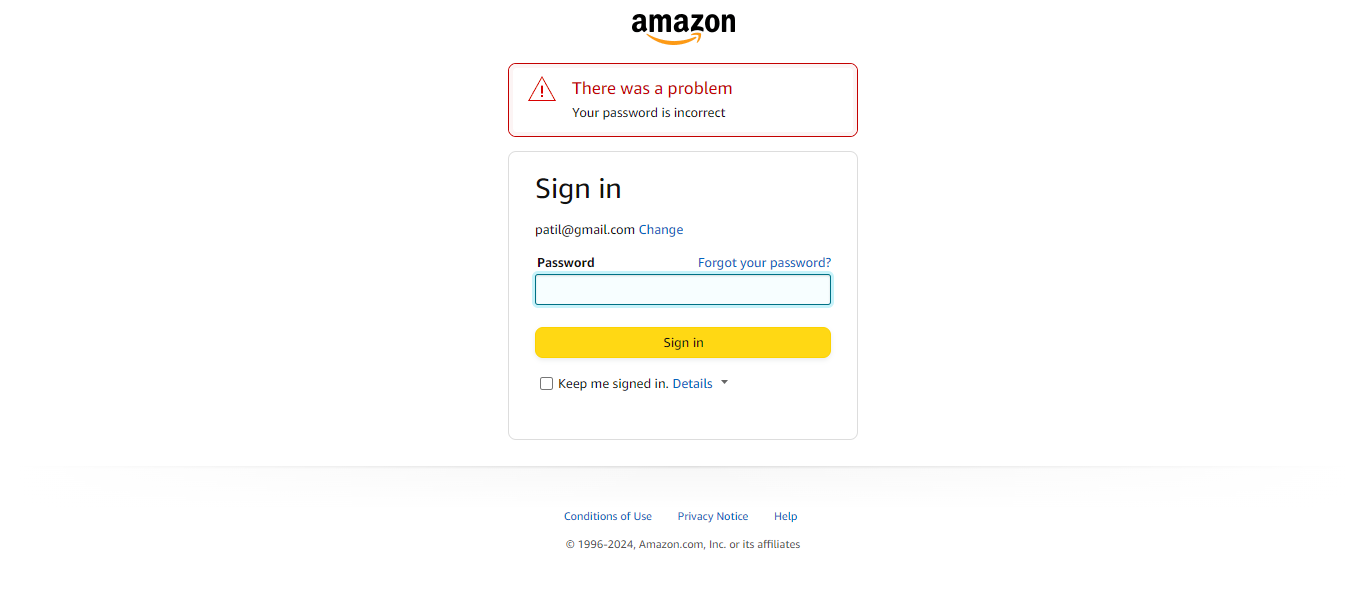 amazon
There was a problem
Your password is incorrect
Sign in
patil@gmail.com Change
Password Forgot your password?
Sign in
Keep me signed in. Details
Conditions of Use Privacy Notice Help
© 1996-2024, Amazon.com, Inc. or its affiliates